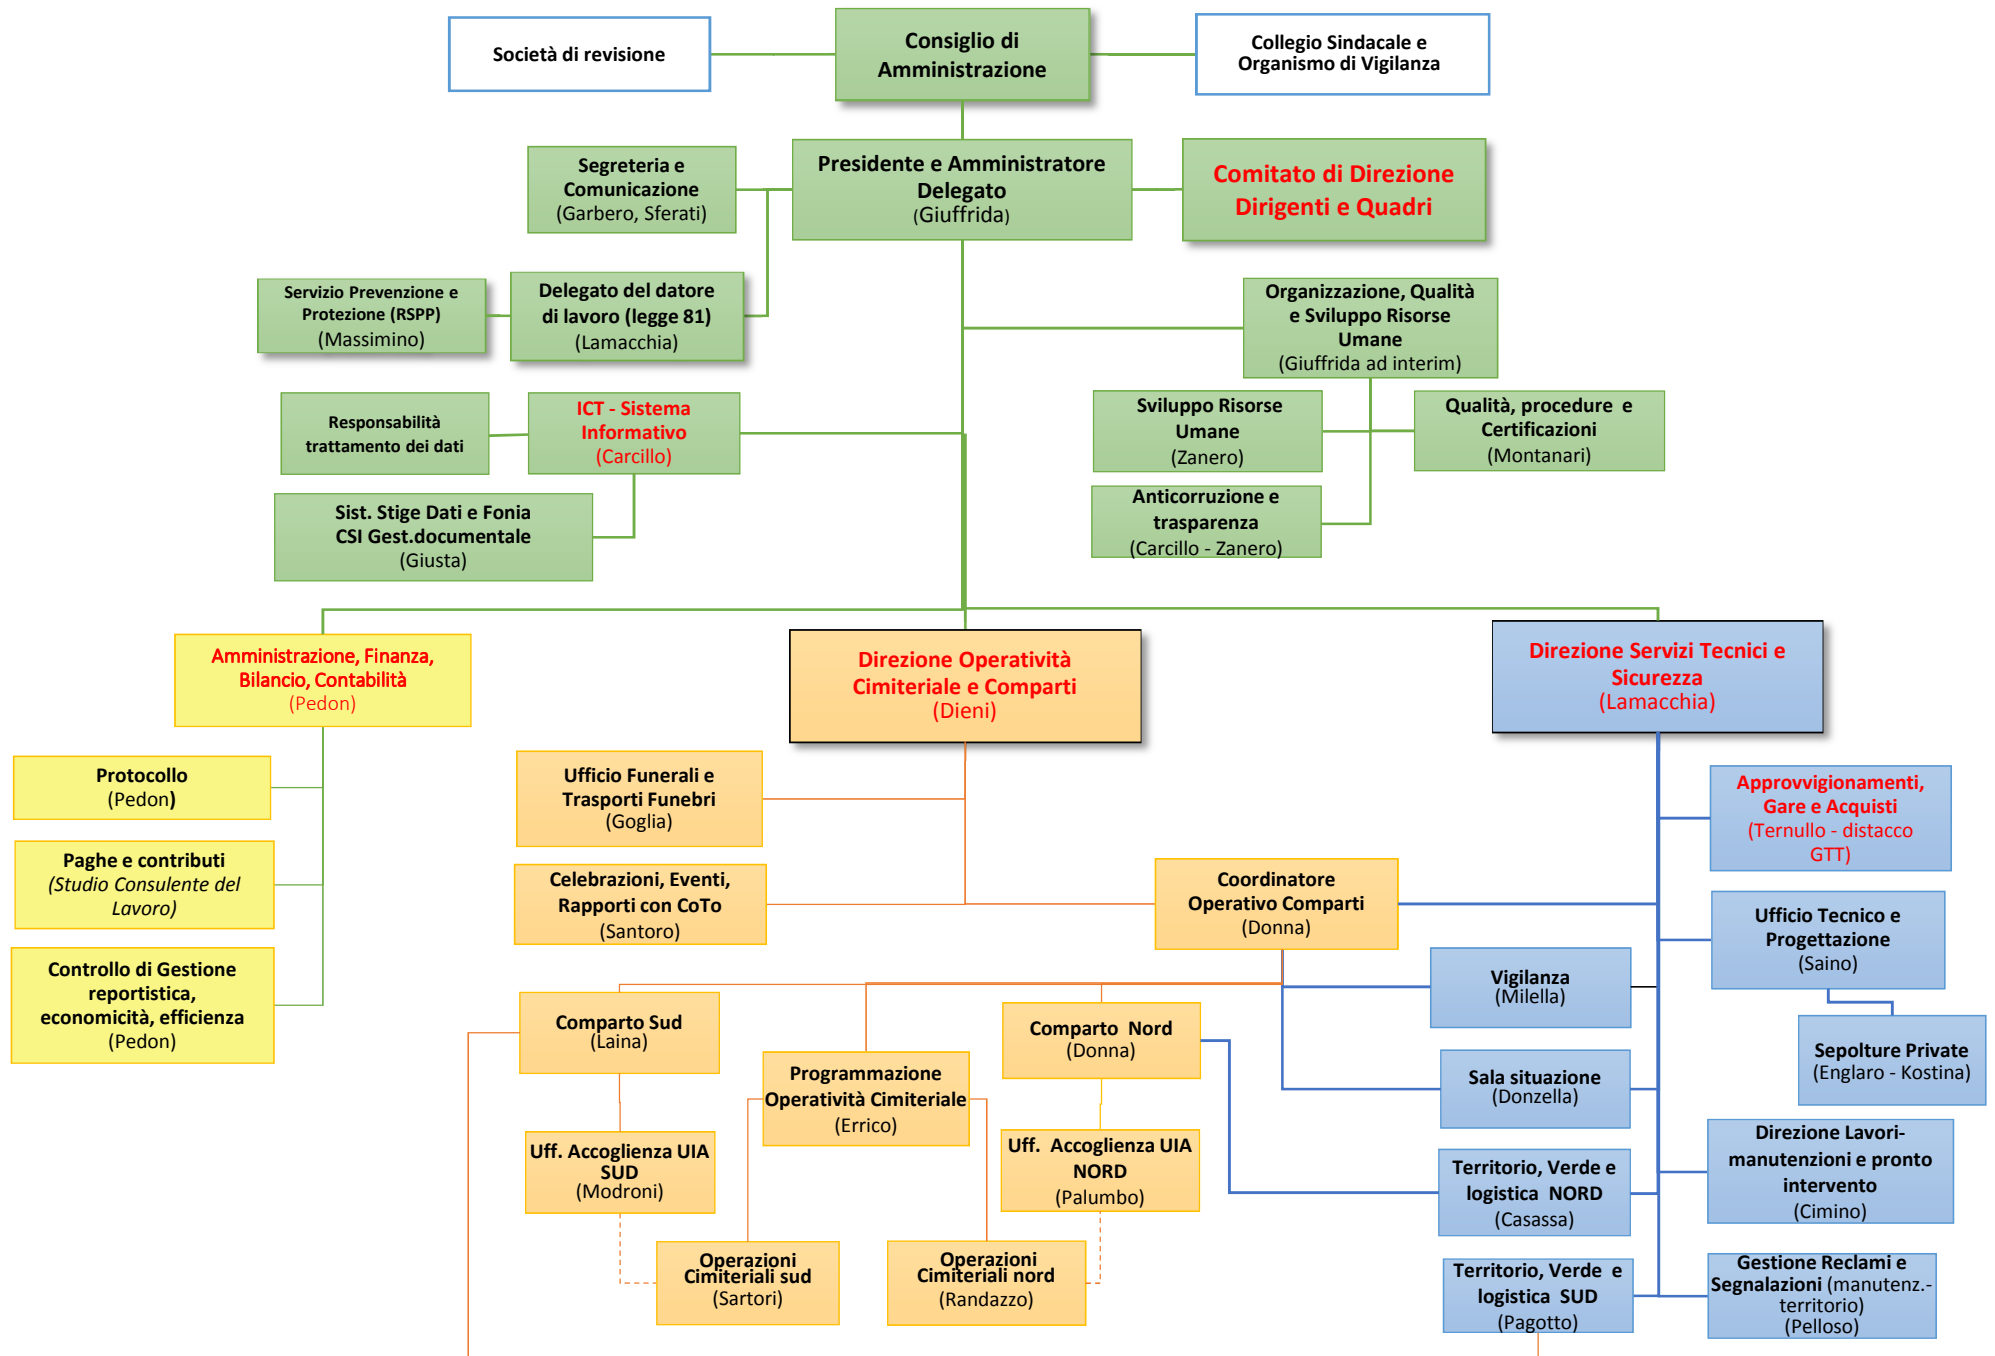 Società di revisione
Consiglio di
Amministrazione
Collegio Sindacale e
Organismo di Vigilanza
Segreteria e
Comunicazione
(Garbero, Sferati)
Presidente e Amministratore
Delegato
(Giuffrida)
Comitato di Direzione
Dirigenti e Quadri
Servizio Prevenzione e
Protezione (RSPP)
(Massimino)
Delegato del datore
di lavoro (legge 81)
(Lamacchia)
Organizzazione, Qualità
e Sviluppo Risorse
Umane
(Giuffrida ad interim)
Responsabilità
trattamento dei dati
ICT - Sistema
Informativo
(Carcillo)
Sviluppo Risorse
Umane
(Zanero)
Qualità, procedure e
Certificazioni
(Montanari)
Sist. Stige Dati e Fonia
CSI Gest.documentale
(Giusta)
Anticorruzione e
trasparenza
(Carcillo - Zanero)
Amministrazione, Finanza,
Bilancio, Contabilità
(Pedon)
Direzione Operatività
Cimiteriale e Comparti
(Dieni)
Direzione Servizi Tecnici e
Sicurezza
(Lamacchia)
Protocollo
(Pedon)
Paghe e contributi
(Studio Consulente del
Lavoro)
Controllo di Gestione
reportistica,
economicità, efficienza
(Pedon)
Ufficio Funerali e
Trasporti Funebri
(Goglia)
Celebrazioni, Eventi,
Rapporti con CoTo
(Santoro)
Coordinatore
Operativo Comparti
(Donna)
Approvvigionamenti,
Gare e Acquisti
(Ternullo - distacco
GTT)
Ufficio Tecnico e
Progettazione
(Saino)
Vigilanza
(Milella)
Comparto Sud
(Laina)
Programmazione
Operatività Cimiteriale
(Errico)
Comparto Nord
(Donna)
Sala situazione
(Donzella)
Sepolture Private
(Englaro - Kostina)
Uff. Accoglienza UIA
SUD
(Modroni)
Uff. Accoglienza UIA
NORD
(Palumbo)
Territorio, Verde e
logistica NORD
(Casassa)
Direzione Lavori-
manutenzioni e pronto
intervento
(Cimino)
Operazioni
Cimiteriali sud
(Sartori)
Operazioni
Cimiteriali nord
(Randazzo)
Territorio, Verde e
logistica SUD
(Pagotto)
Gestione Reclami e
Segnalazioni (manutenz.-
territorio)
(Pelloso)